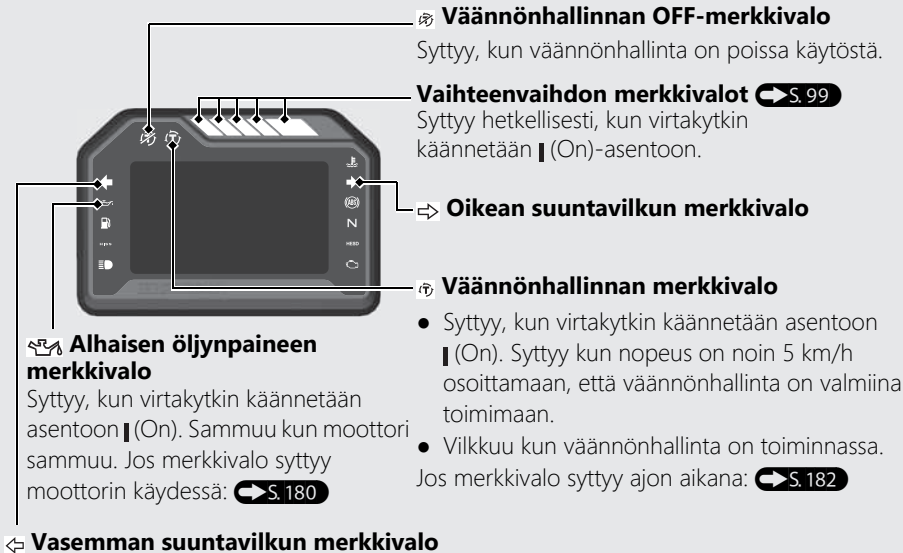 Väännönhallinnan OFF-merkkivalo
Syttyy, kun väännönhallinta on poissa käytöstä.
Vaihteenvaihdon merkkivalot S. 99
Syttyy hetkellisesti, kun virtakytkin
käännetään (On)-asentoon.
Oikean suuntavilkun merkkivalo
Väännönhallinnan merkkivalo
● Syttyy, kun virtakytkin käännetään asentoon
(On). Syttyy kun nopeus on noin 5 km/h
osoittamaan, että väännönhallinta on valmiina
toimimaan.
● Vilkkuu kun väännönhallinta on toiminnassa.
Jos merkkivalo syttyy ajon aikana: S. 182
ABS
N
HESD
Alhaisen öljynpaineen
merkkivalo
Syttyy, kun virtakytkin käännetään
asentoon (On). Sammuu kun moottori
sammuu. Jos merkkivalo syttyy
moottorin käydessä: S. 180
Vasemman suuntavilkun merkkivalo